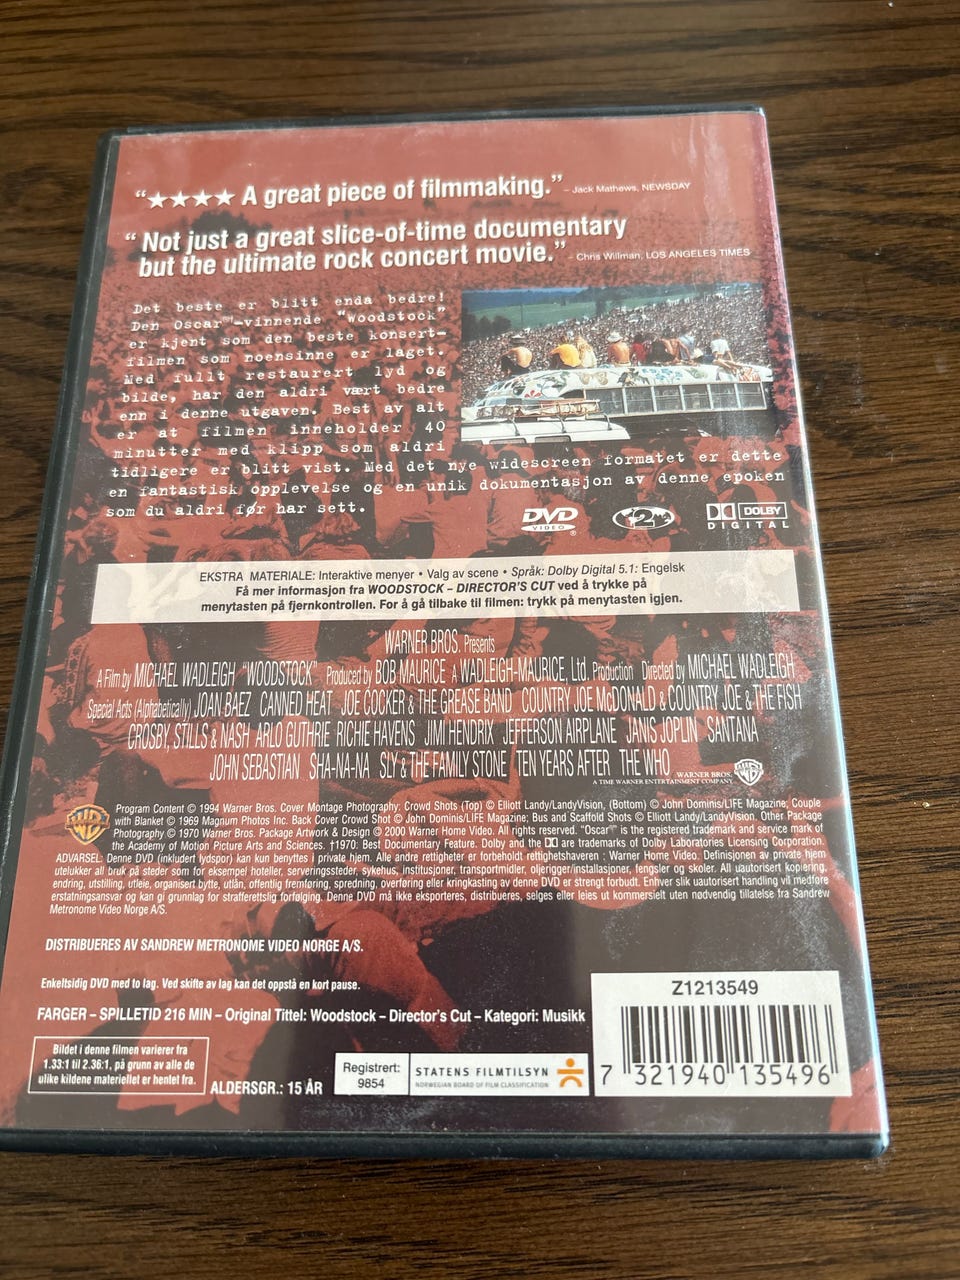 “★★★★ A great piece of filmmaking.” – Jack Mathews, NEWSDAY
“Not just a great slice-of-time documentary
but the ultimate rock concert movie.” – Chris Willman, LOS ANGELES TIMES
Det beste er blitt enda bedre!
Den Oscar-vinnende “Woodstock”
er kjent som den beste konsert-
filmen som noensinne er laget.
Med fullt restaurert lyd og
bilde, har den aldri vært bedre
enn i denne utgaven. Best av alt
er at filmen inneholder 40
minutter med klipp som aldri
tidligere er blitt vist. Med det nye widescreen formatet er dette
en fantastisk opplevelse og en unik dokumentasjon av denne epoken
som du aldri før har sett.
DVD VIDEO ® 2 DOLBY DIGITAL
EKSTRA MATERIALE: Interaktive menyer • Valg av scene • Språk: Dolby Digital 5.1: Engelsk
Få mer informasjon fra WOODSTOCK – DIRECTOR'S CUT ved å trykke på
menytasten på fjernkontrollen. For å gå tilbake til filmen: trykk på menytasten igjen.
WARNER BROS. Presents
A Film by MICHAEL WADLEIGH “WOODSTOCK” Produced by BOB MAURICE A WADLEIGH-MAURICE, Ltd. Production Directed by MICHAEL WADLEIGH
Special Acts (Alphabetically) JOAN BAEZ CANNED HEAT JOE COCKER & THE GREASE BAND COUNTRY JOE McDONALD & COUNTRY JOE & THE FISH
CROSBY, STILLS & NASH ARLO GUTHRIE RICHIE HAVENS JIMI HENDRIX JEFFERSON AIRPLANE JANIS JOPLIN SANTANA
JOHN SEBASTIAN SHA-NA-NA SLY & THE FAMILY STONE TEN YEARS AFTER THE WHO WARNER BROS.
A TIME WARNER ENTERTAINMENT COMPANY
Program Content © 1994 Warner Bros. Cover Montage Photography: Crowd Shots (Top) © Elliott Landy/LandyVision, (Bottom) © John Dominis/LIFE Magazine; Couple
with Blanket © 1969 Magnum Photos Inc. Back Cover Crowd Shot © John Dominis/LIFE Magazine; Bus and Scaffold Shots © Elliott Landy/LandyVision. Other Package
Photography © 1970 Warner Bros. Package Artwork & Design © 2000 Warner Home Video. All rights reserved. “Oscar” is the registered trademark and service mark of
the Academy of Motion Picture Arts and Sciences. †1970: Best Documentary Feature. Dolby and the DD are trademarks of Dolby Laboratories Licensing Corporation.
ADVARSEL: Denne DVD (inkludert lydspor) kan kun benyttes i private hjem. Alle andre rettigheter er forbeholdt rettighetshaveren : Warner Home Video. Definisjonen av private hjem
utelukker all bruk på steder som for eksempel hoteller, serveringssteder, sykehus, institusjoner, transportmidler, oljerigger/installasjoner, fengsler og skoler. All uautorisert kopiering,
endring, utstilling, utleie, organisert bytte, utlån, offentlig fremføring, spredning, overføring eller kringkasting av denne DVD er strengt forbudt. Enhver slik uautorisert handling vil medføre
erstatningsansvar og kan gi grunnlag for strafferettslig forfølging. Denne DVD må ikke eksporteres, distribueres, selges eller leies ut kommersielt uten nødvendig tillatelse fra Sandrew
Metronome Video Norge A/S.
DISTRIBUERES AV SANDREW METRONOME VIDEO NORGE A/S.
Enkeltsidig DVD med to lag. Ved skifte av lag kan det oppstå en kort pause.
FARGER – SPILLETID 216 MIN – Original Tittel: Woodstock – Director's Cut – Kategori: Musikk
Bildet i denne filmen varierer fra
1.33:1 til 2.36:1, på grunn av alle de
ulike kildene materiellet er hentet fra.
ALDERSGR.: 15 ÅR
Registrert:
9854
STATENS FILMTILSYN
NORWEGIAN BOARD OF FILM CLASSIFICATION
Z1213549
7 321940 135496